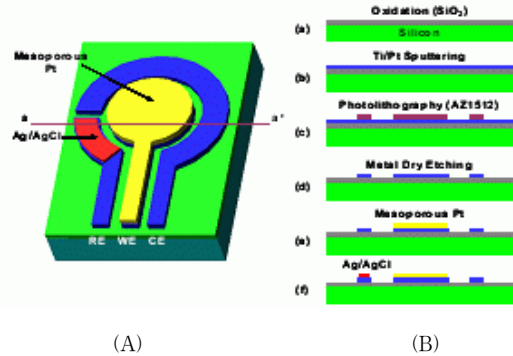 Mesoporous
Pt
a
a'
Ag/AgCl
RE WE CE
(A)
(a)
Oxidation (SiO₂)
Silicon
(b)
Ti/Pt Sputtering
(c)
Photolithography (AZ1512)
(d)
Metal Dry Etching
(e)
Mesoporous Pt
(f)
Ag/AgCl
(B)